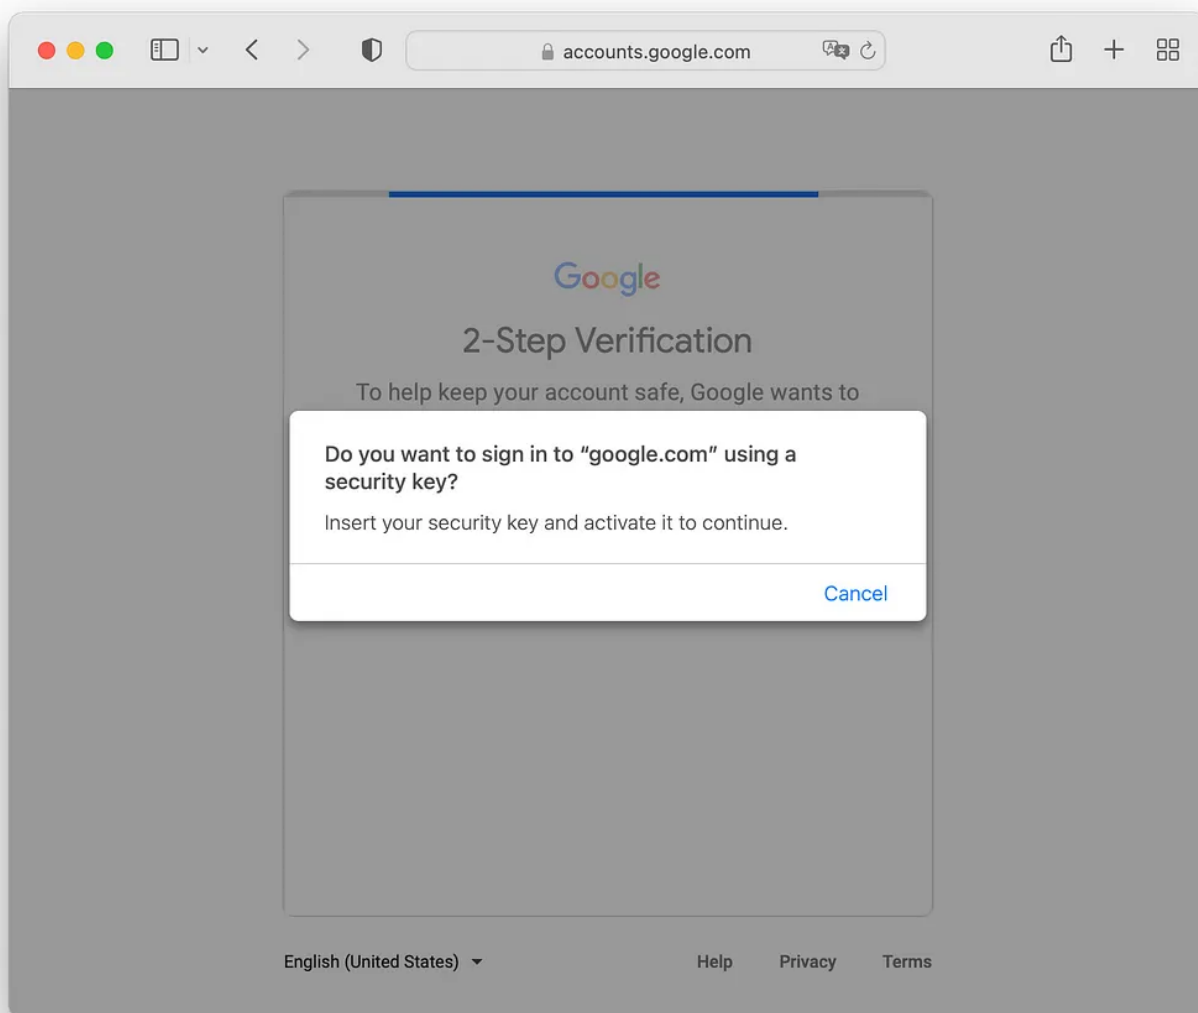 accounts.google.com
Google
2-Step Verification
To help keep your account safe, Google wants to
Do you want to sign in to “google.com” using a
security key?
Insert your security key and activate it to continue.
Cancel
English (United States)
Help Privacy Terms